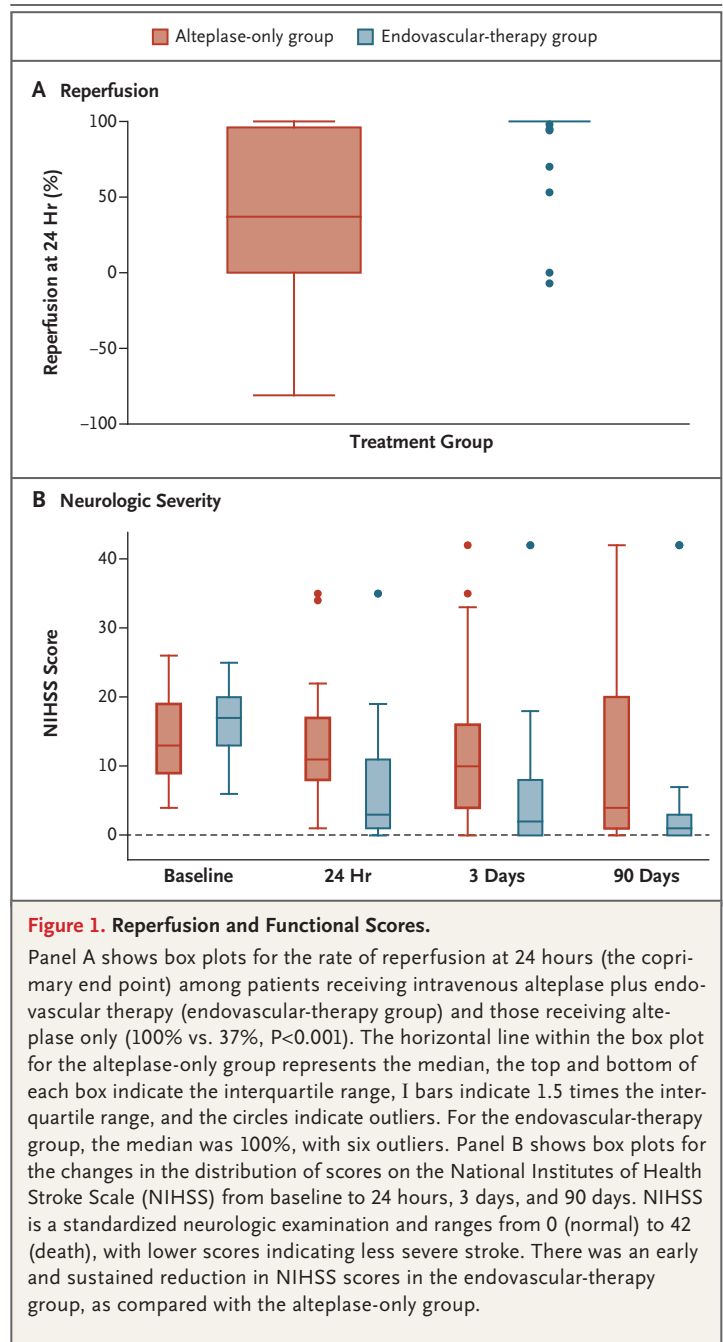 Alteplase-only group Endovascular-therapy group
A Reperfusion
100
50
0
–50
–100
Reperfusion at 24 Hr (%)
Treatment Group
B Neurologic Severity
40
30
20
10
0
NIHSS Score
Baseline 24 Hr 3 Days 90 Days
Figure 1. Reperfusion and Functional Scores.
Panel A shows box plots for the rate of reperfusion at 24 hours (the copri-
mary end point) among patients receiving intravenous alteplase plus endo-
vascular therapy (endovascular-therapy group) and those receiving alte-
plase only (100% vs. 37%, P<0.001). The horizontal line within the box plot
for the alteplase-only group represents the median, the top and bottom of
each box indicate the interquartile range, I bars indicate 1.5 times the inter-
quartile range, and the circles indicate outliers. For the endovascular-therapy
group, the median was 100%, with six outliers. Panel B shows box plots for
the changes in the distribution of scores on the National Institutes of Health
Stroke Scale (NIHSS) from baseline to 24 hours, 3 days, and 90 days. NIHSS
is a standardized neurologic examination and ranges from 0 (normal) to 42
(death), with lower scores indicating less severe stroke. There was an early
and sustained reduction in NIHSS scores in the endovascular-therapy
group, as compared with the alteplase-only group.